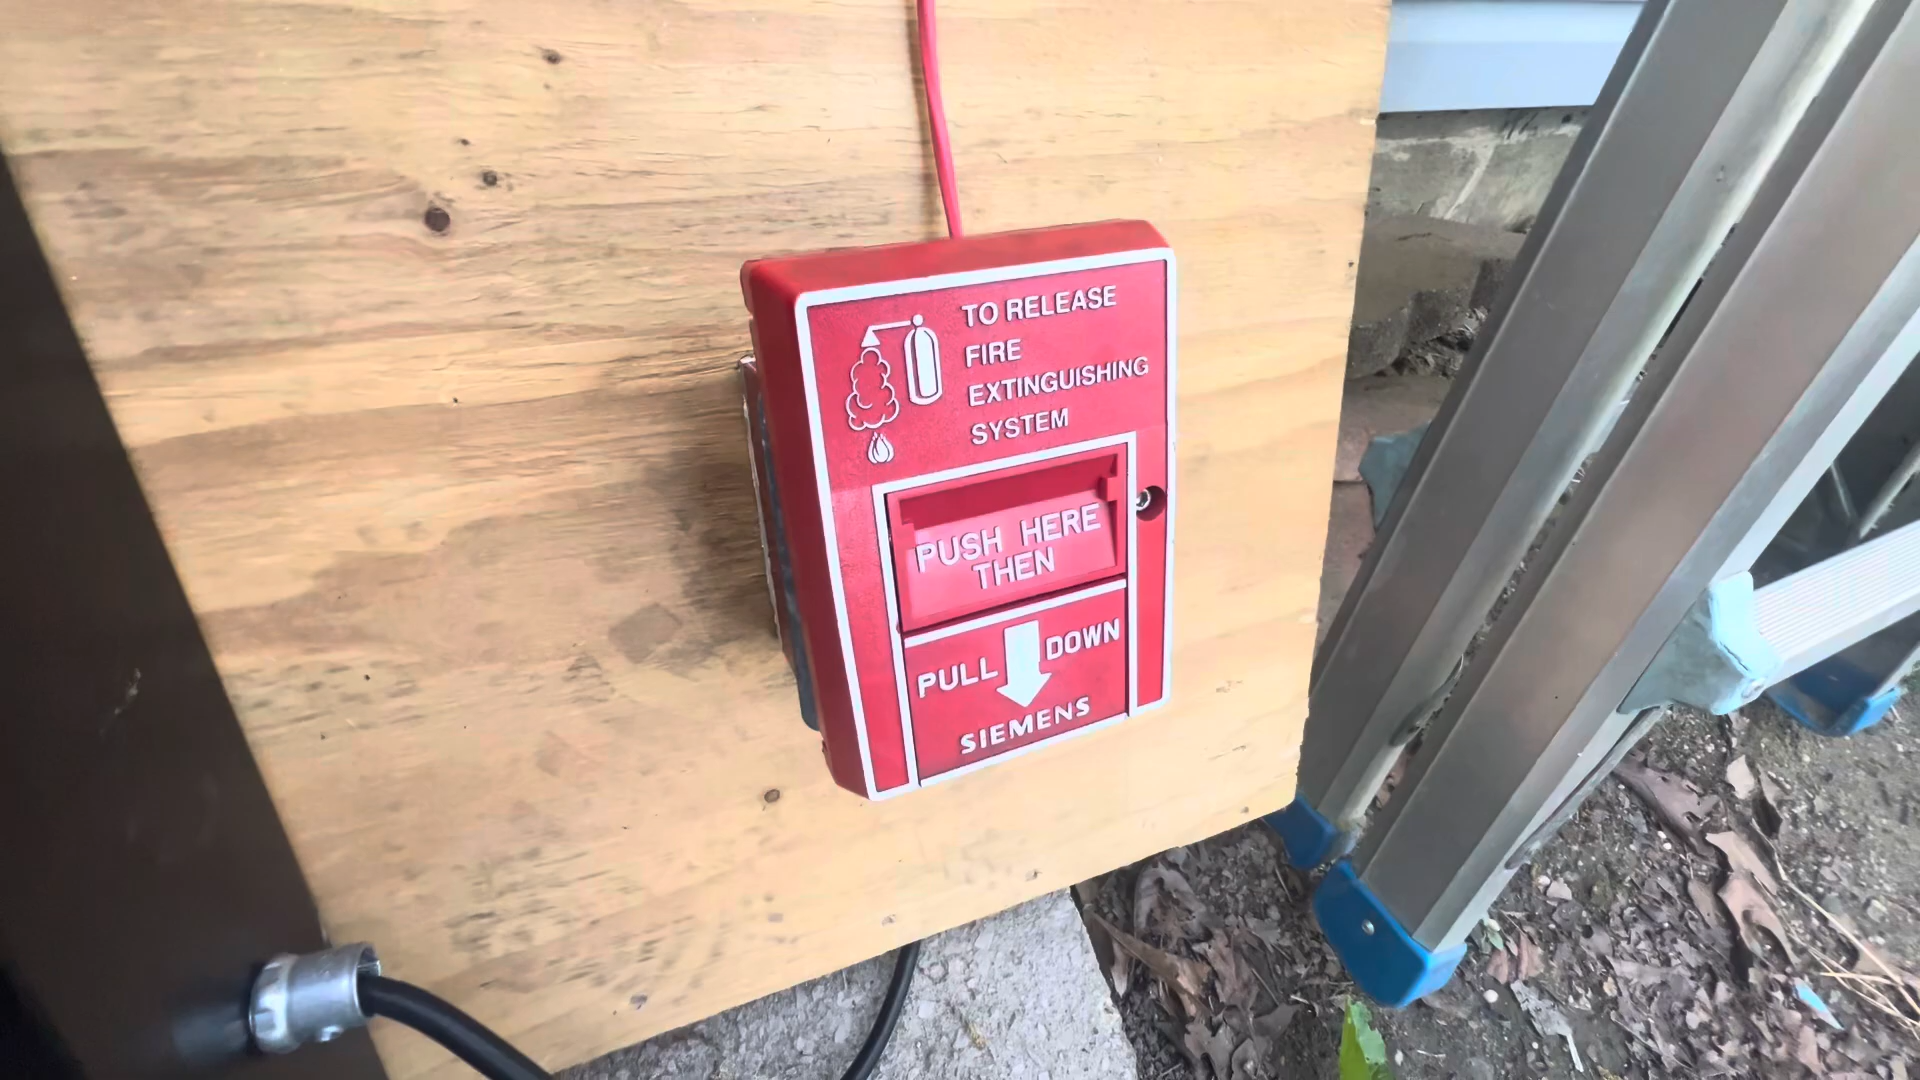 TO RELEASE
FIRE
EXTINGUISHING
SYSTEM
PUSH HERE
THEN
PULL DOWN
SIEMENS